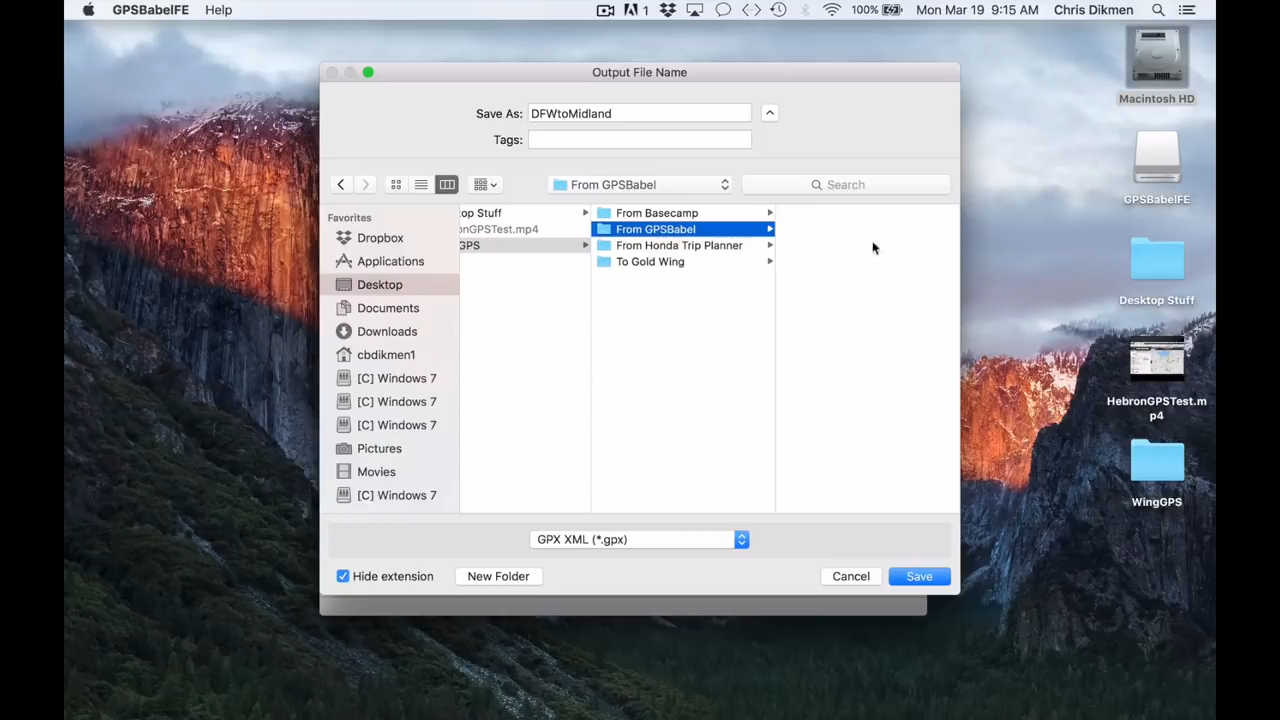 GPSBabelFE Help
1 100% Mon Mar 19 9:15 AM Chris Dikmen
Output File Name
Save As: DFWtoMidland
Tags:
From GPSBabel
Search
Favorites
Dropbox
Applications
Desktop
Documents
Downloads
cbdikmen1
[C] Windows 7
[C] Windows 7
[C] Windows 7
Pictures
Movies
[C] Windows 7
top Stuff
onGPSTest.mp4
GPS
From Basecamp
From GPSBabel
From Honda Trip Planner
To Gold Wing
GPX XML (*.gpx)
Hide extension
New Folder
Cancel
Save
Macintosh HD
GPSBabelFE
Desktop Stuff
HebronGPSTest.m
p4
WingGPS